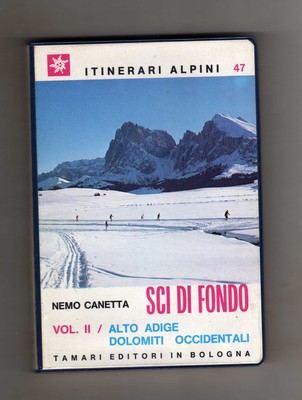 ITINERARI ALPINI 47
NEMO CANETTA SCI DI FONDO
VOL. II / ALTO ADIGE
DOLOMITI OCCIDENTALI
TAMARI EDITORI IN BOLOGNA